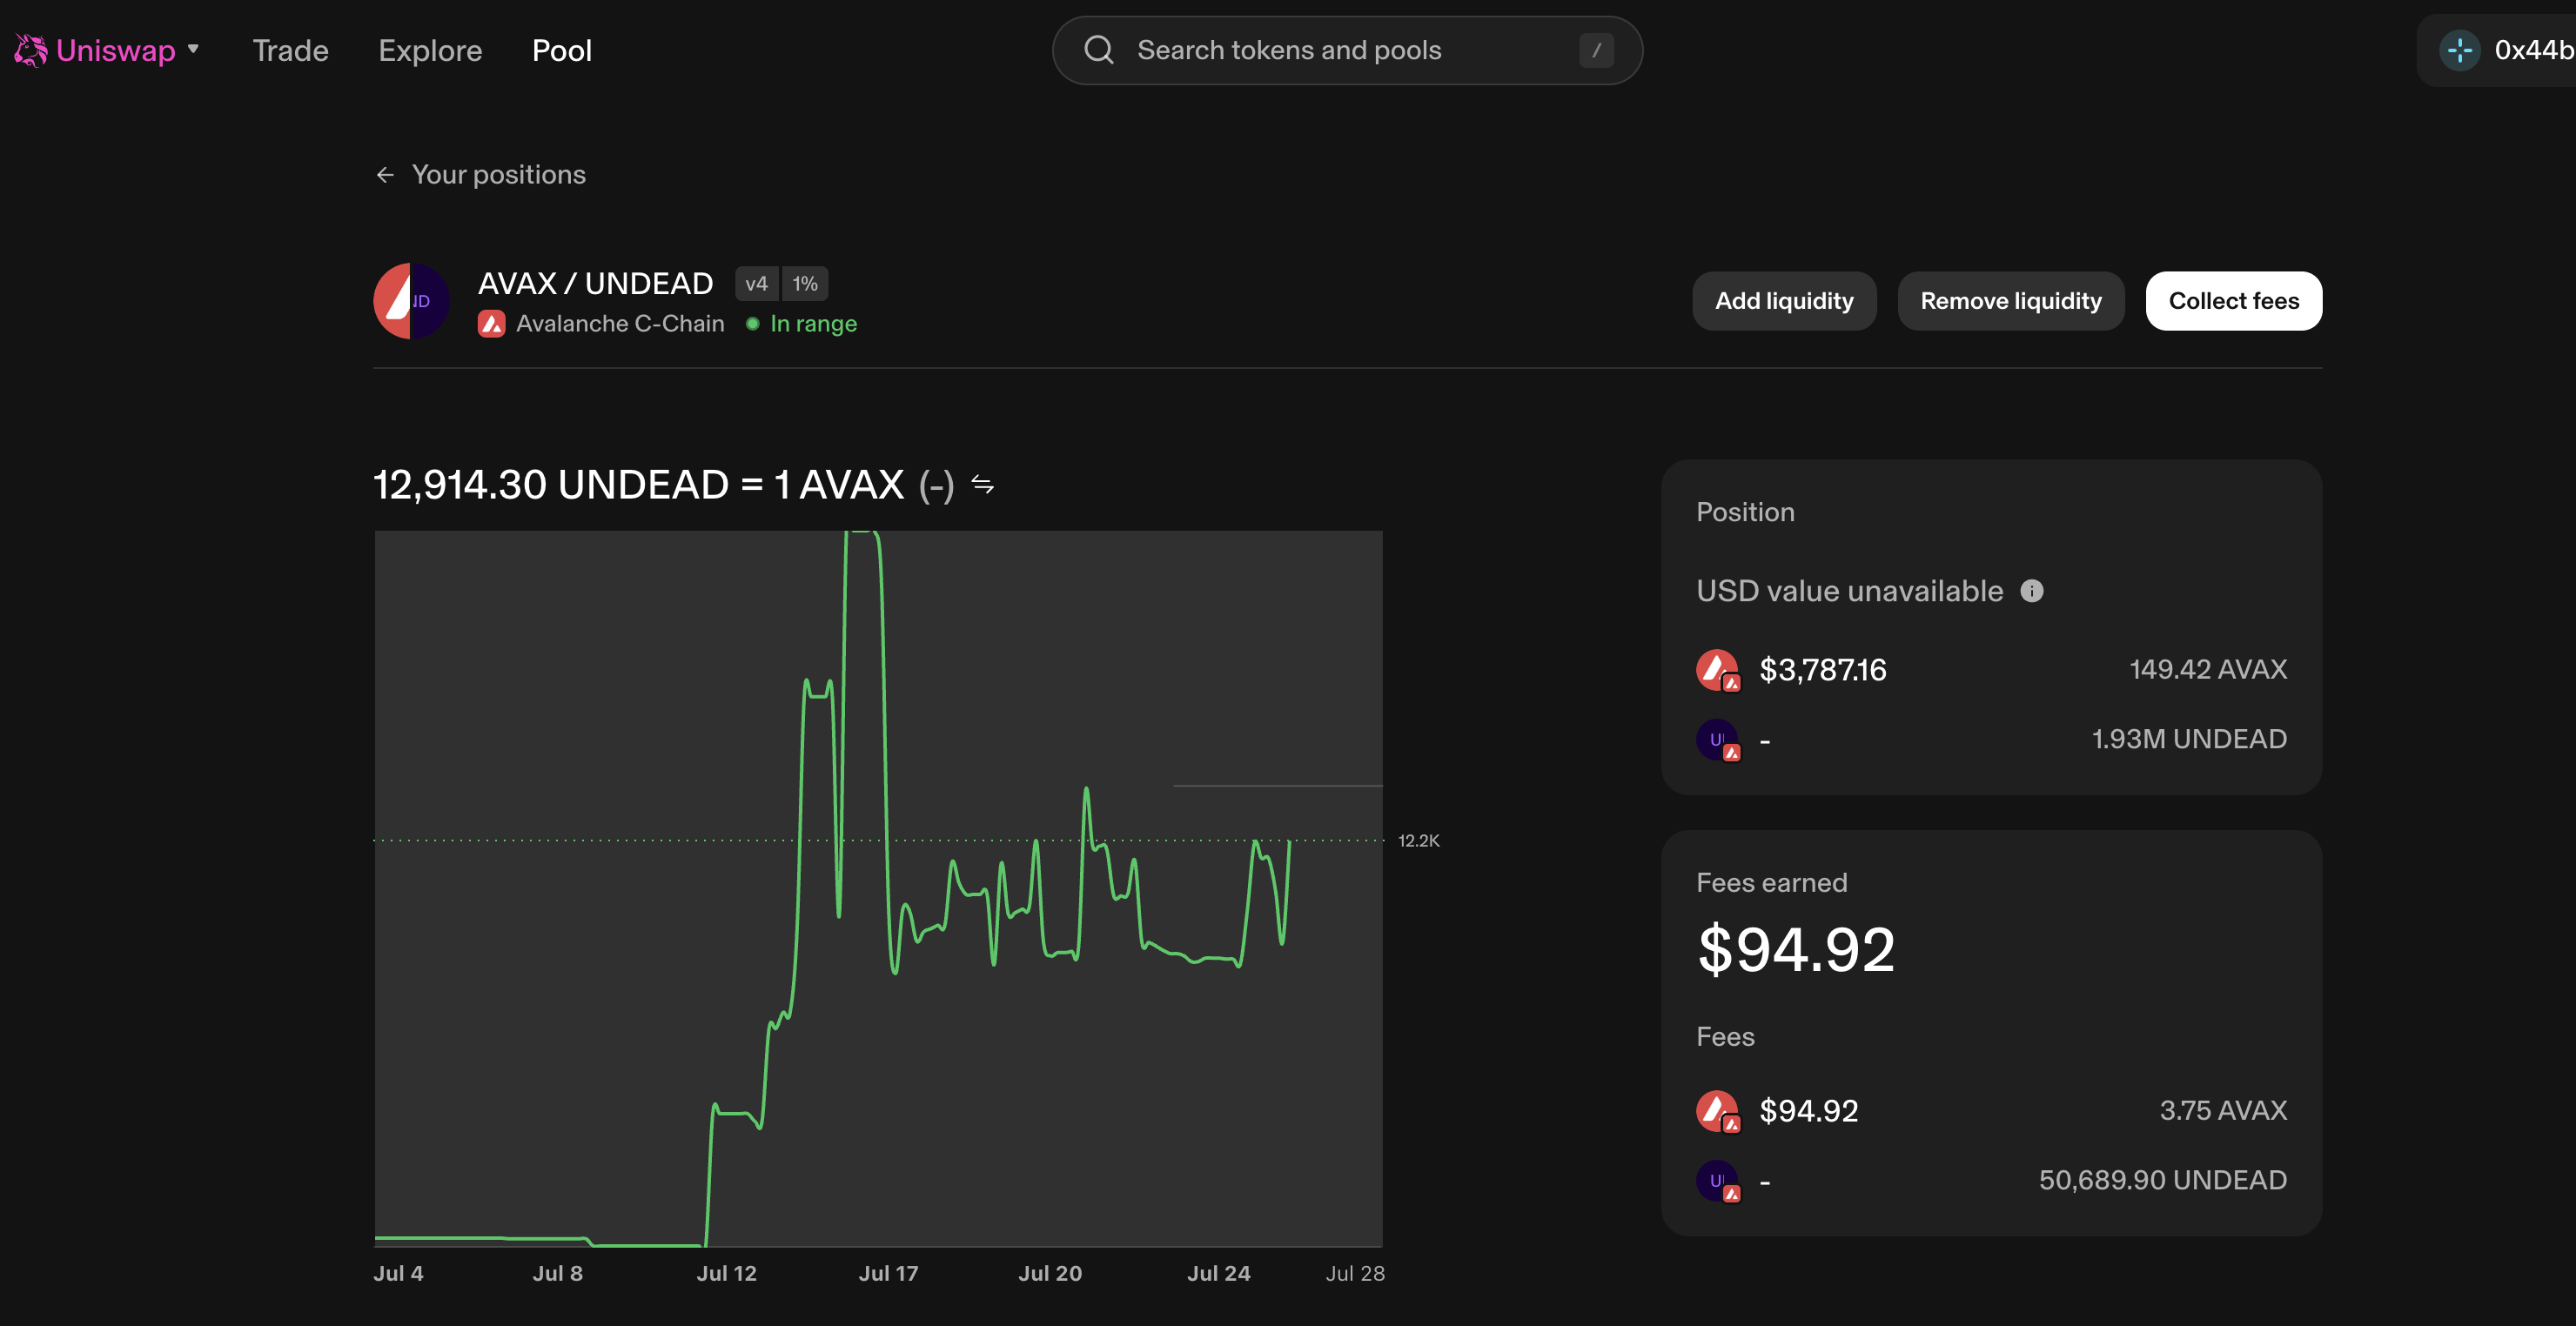 Uniswap Trade Explore Pool Search tokens and pools / 0x44b
Your positions
AVAX / UNDEAD v4 1%
Avalanche C-Chain In range
Add liquidity Remove liquidity Collect fees
12,914.30 UNDEAD = 1 AVAX (-)
12.2K
Jul 4 Jul 8 Jul 12 Jul 17 Jul 20 Jul 24 Jul 28
Position
USD value unavailable
$3,787.16 149.42 AVAX
- 1.93M UNDEAD
Fees earned
$94.92
Fees
$94.92 3.75 AVAX
- 50,689.90 UNDEAD